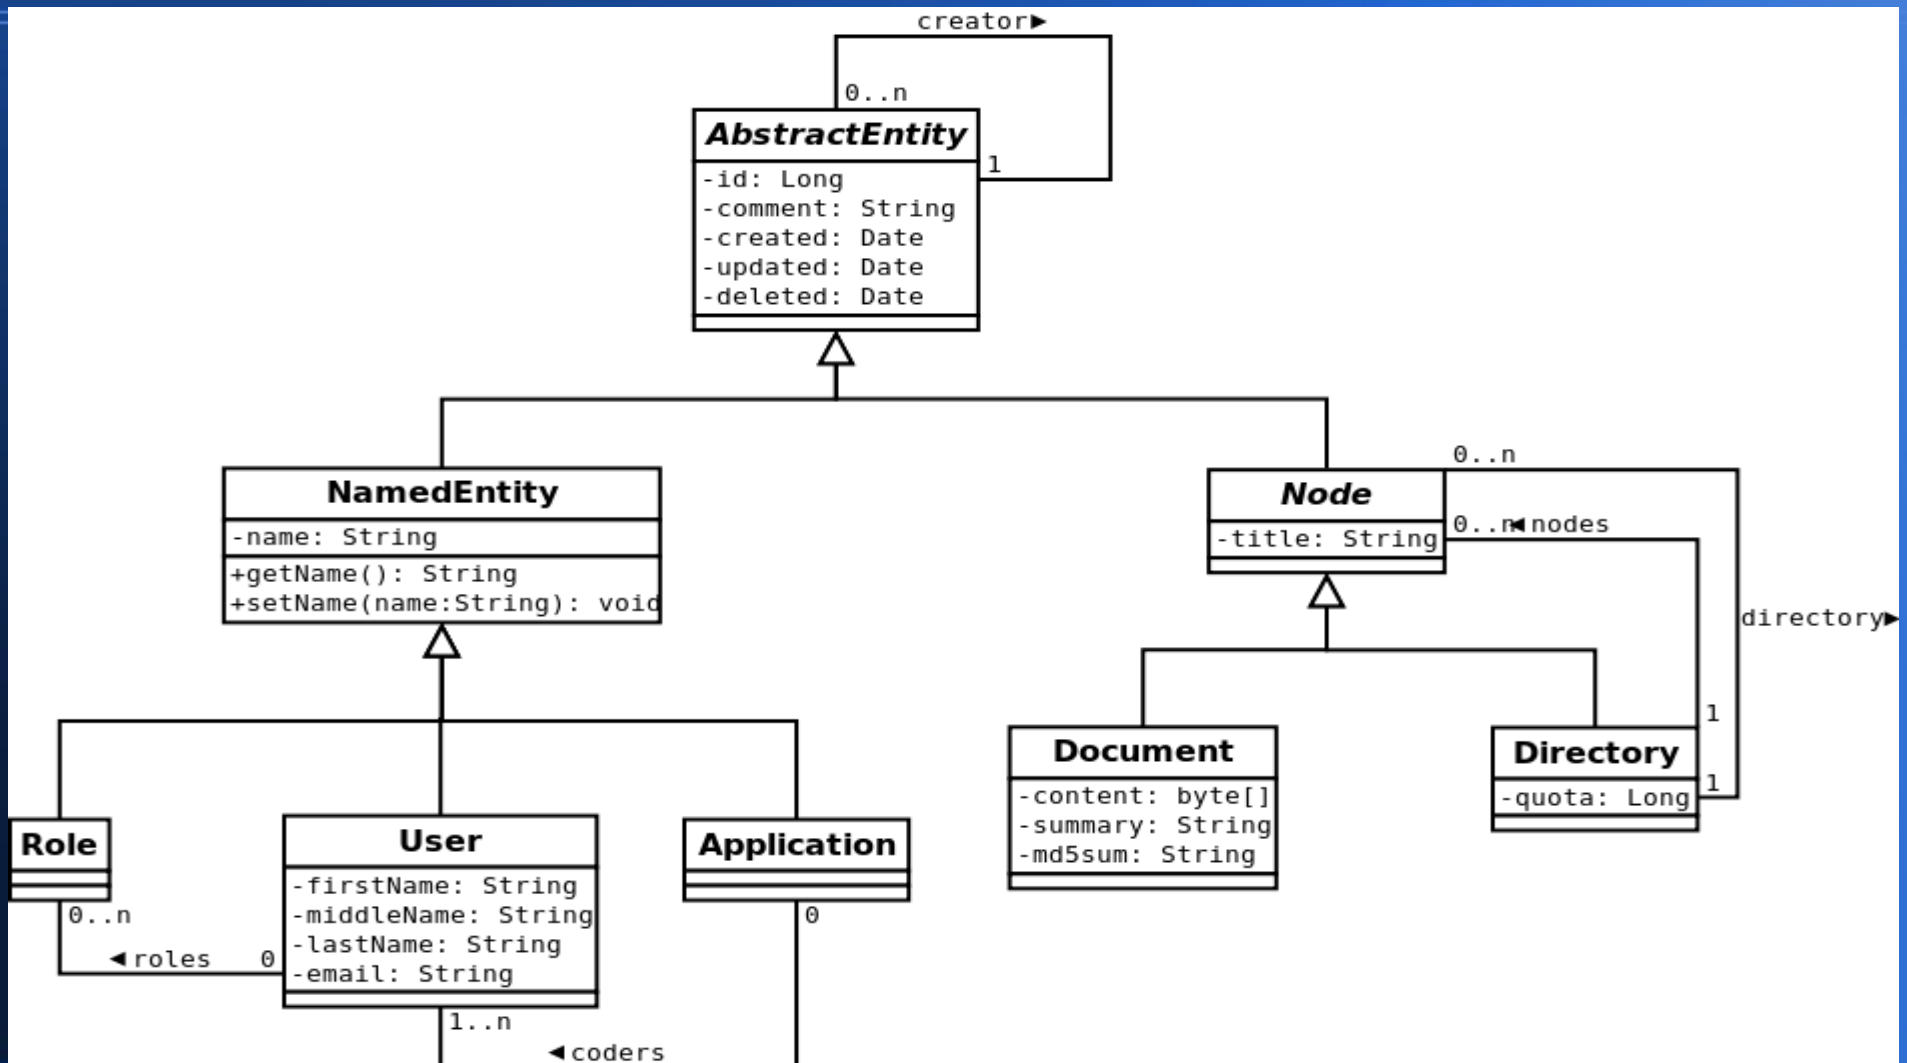 creator►
0..n
AbstractEntity
1
-id: Long
-comment: String
-created: Date
-updated: Date
-deleted: Date
NamedEntity
-name: String
+getName(): String
+setName(name:String): void
0..n
Node
0..n◄nodes
-title: String
directory►
1
Document
-content: byte[]
-summary: String
-md5sum: String
Directory
1
-quota: Long
Role
0..n
◄roles 0
User
-firstName: String
-middleName: String
-lastName: String
-email: String
1..n
Application
0
◄coders